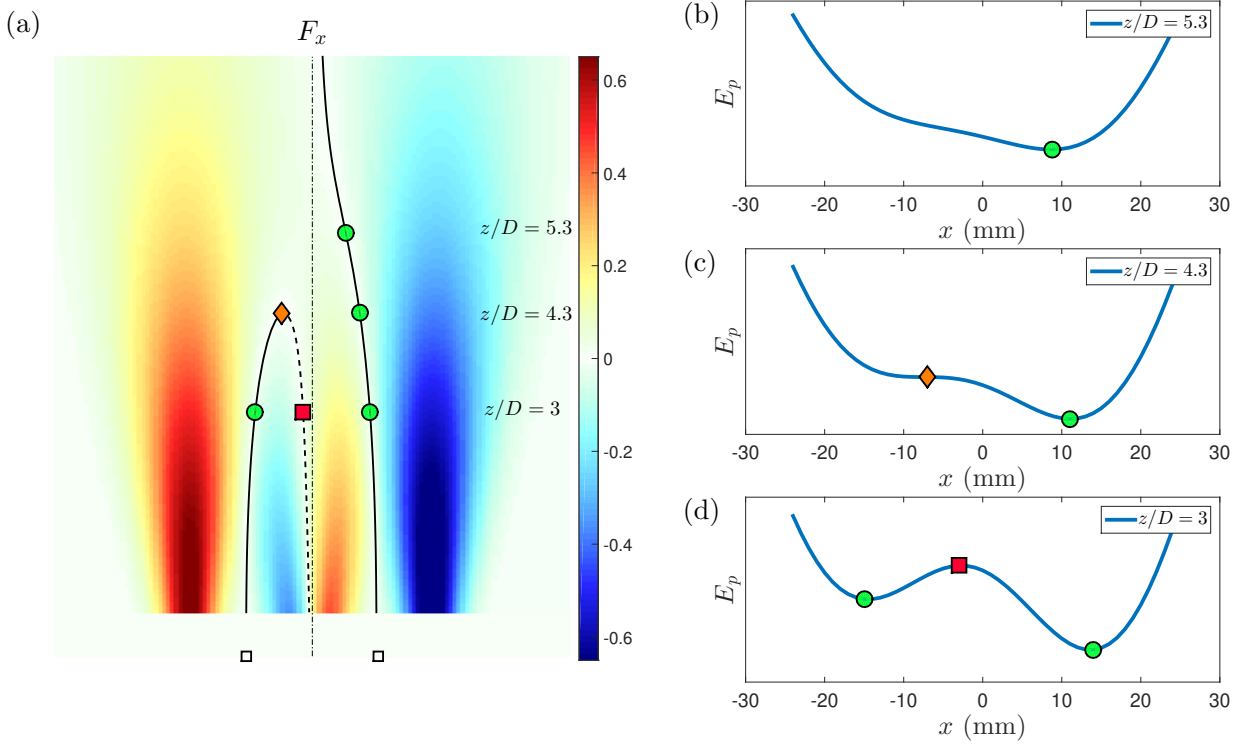 (a)
F_x
0.6
0.4
0.2
0
-0.2
-0.4
-0.6
z/D = 5.3
z/D = 4.3
z/D = 3
(b)
z/D = 5.3
E_p
-30 -20 -10 0 10 20 30
x (mm)
(c)
z/D = 4.3
E_p
-30 -20 -10 0 10 20 30
x (mm)
(d)
z/D = 3
E_p
-30 -20 -10 0 10 20 30
x (mm)